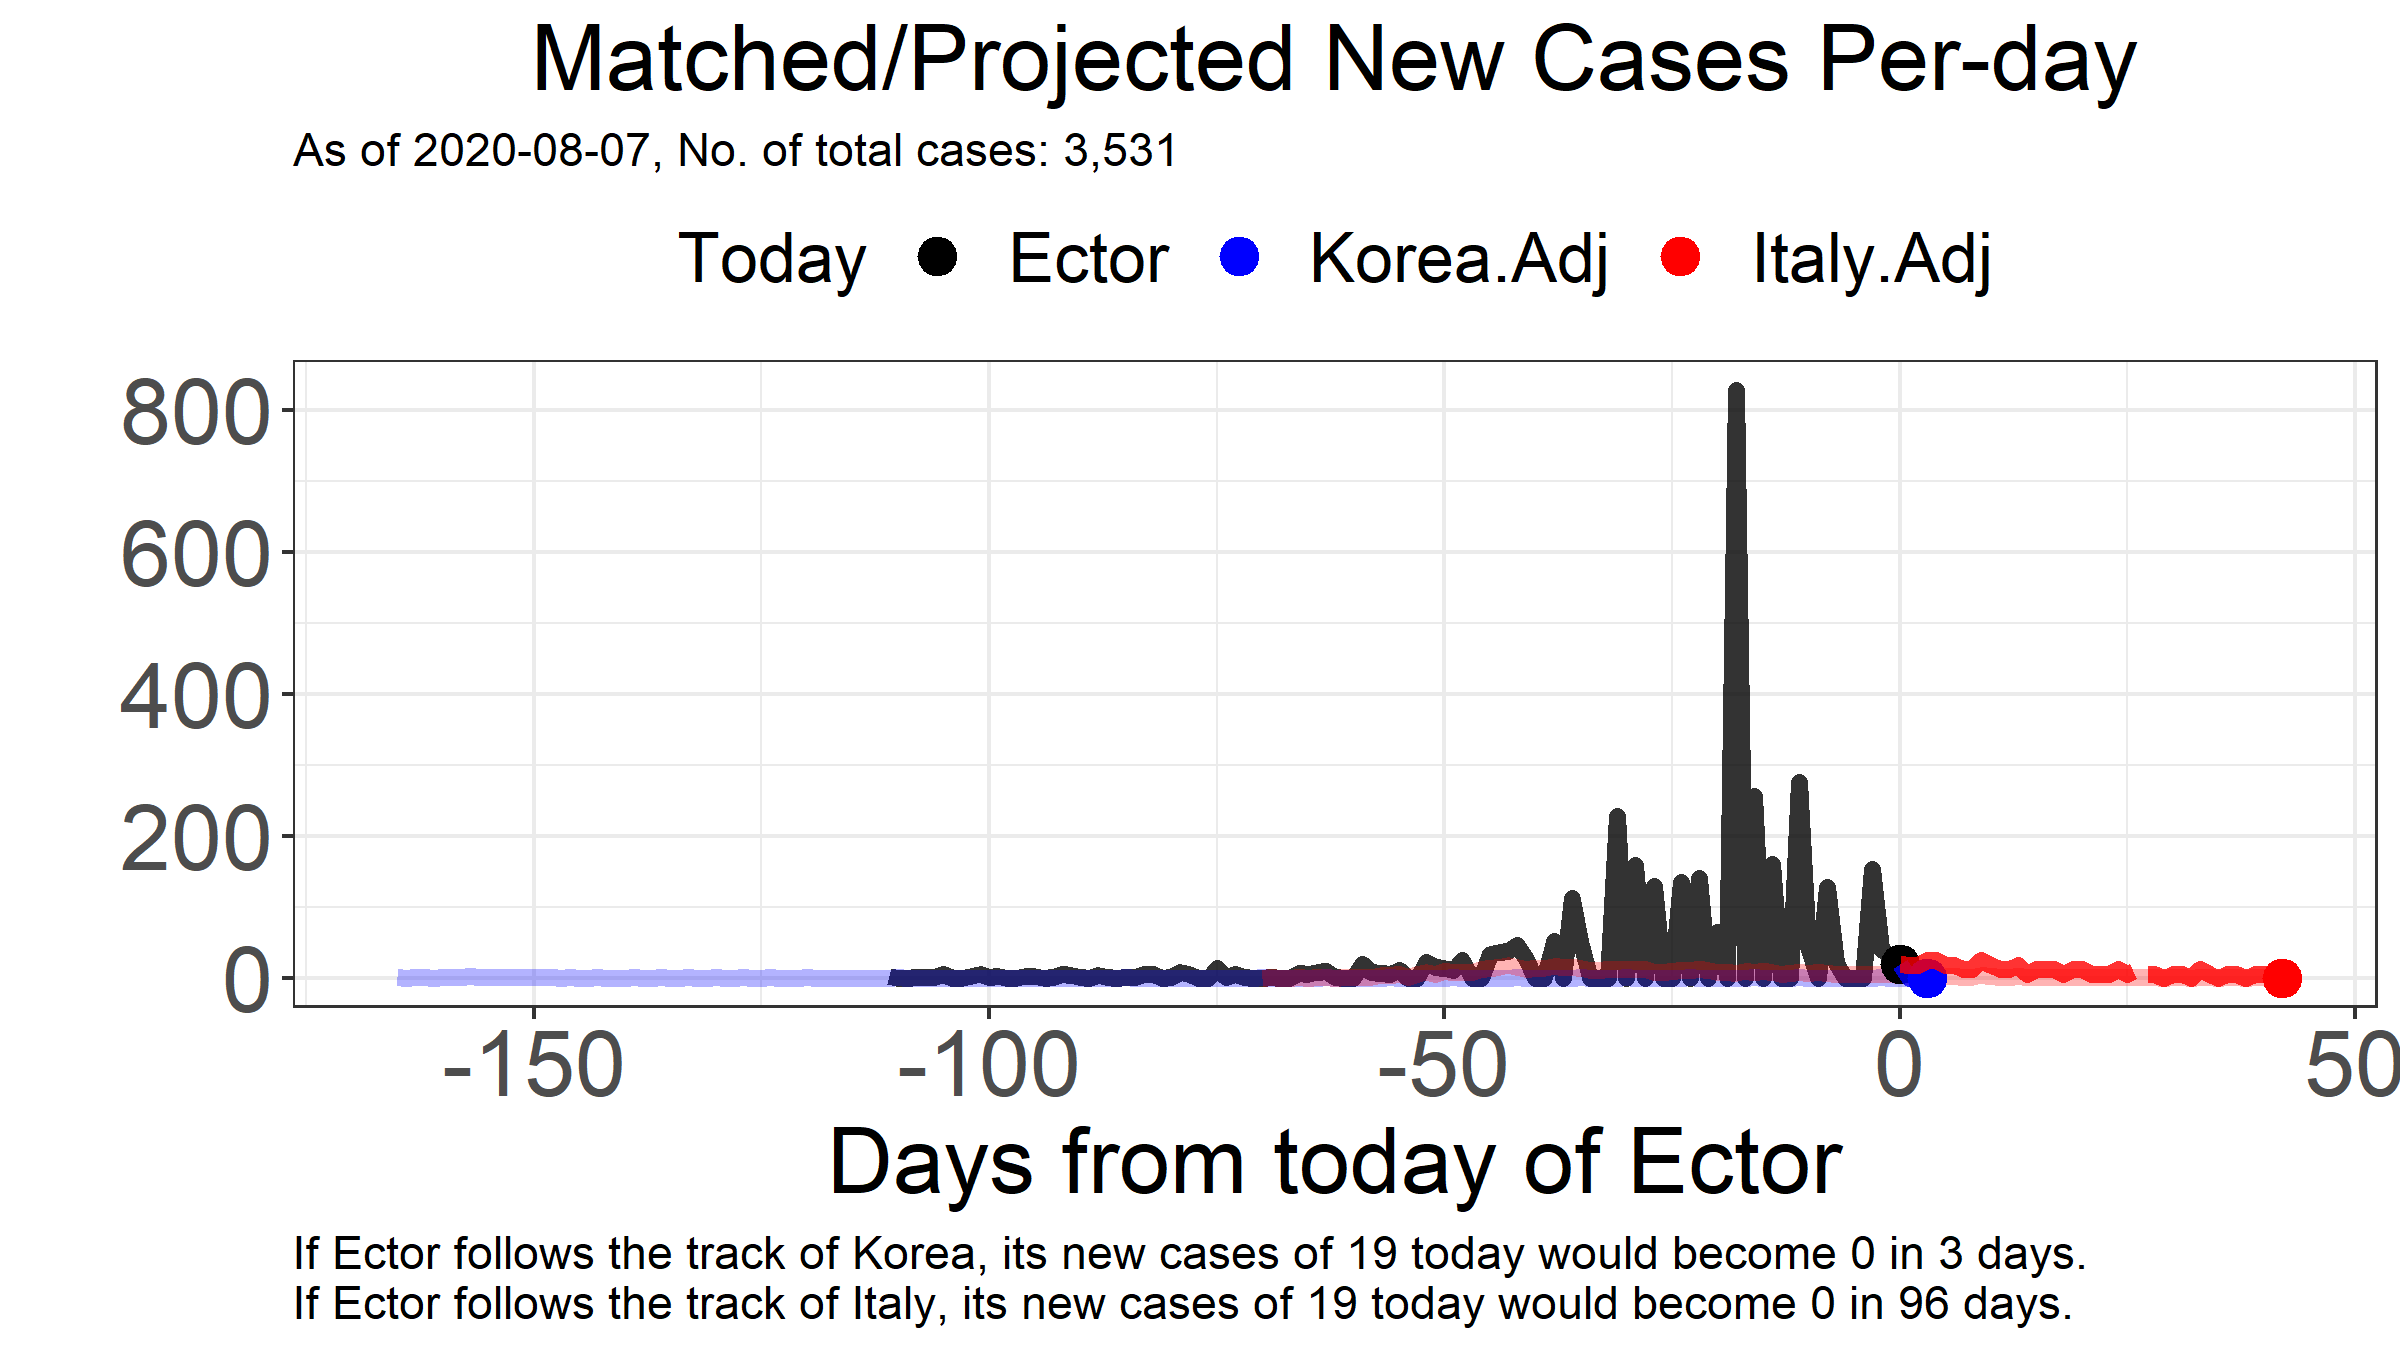 Matched/Projected New Cases Per-day
As of 2020-08-07, No. of total cases: 3,531
Today Ector Korea.Adj Italy.Adj
800
600
400
200
0
-150 -100 -50 0 50
Days from today of Ector
If Ector follows the track of Korea, its new cases of 19 today would become 0 in 3 days.
If Ector follows the track of Italy, its new cases of 19 today would become 0 in 96 days.